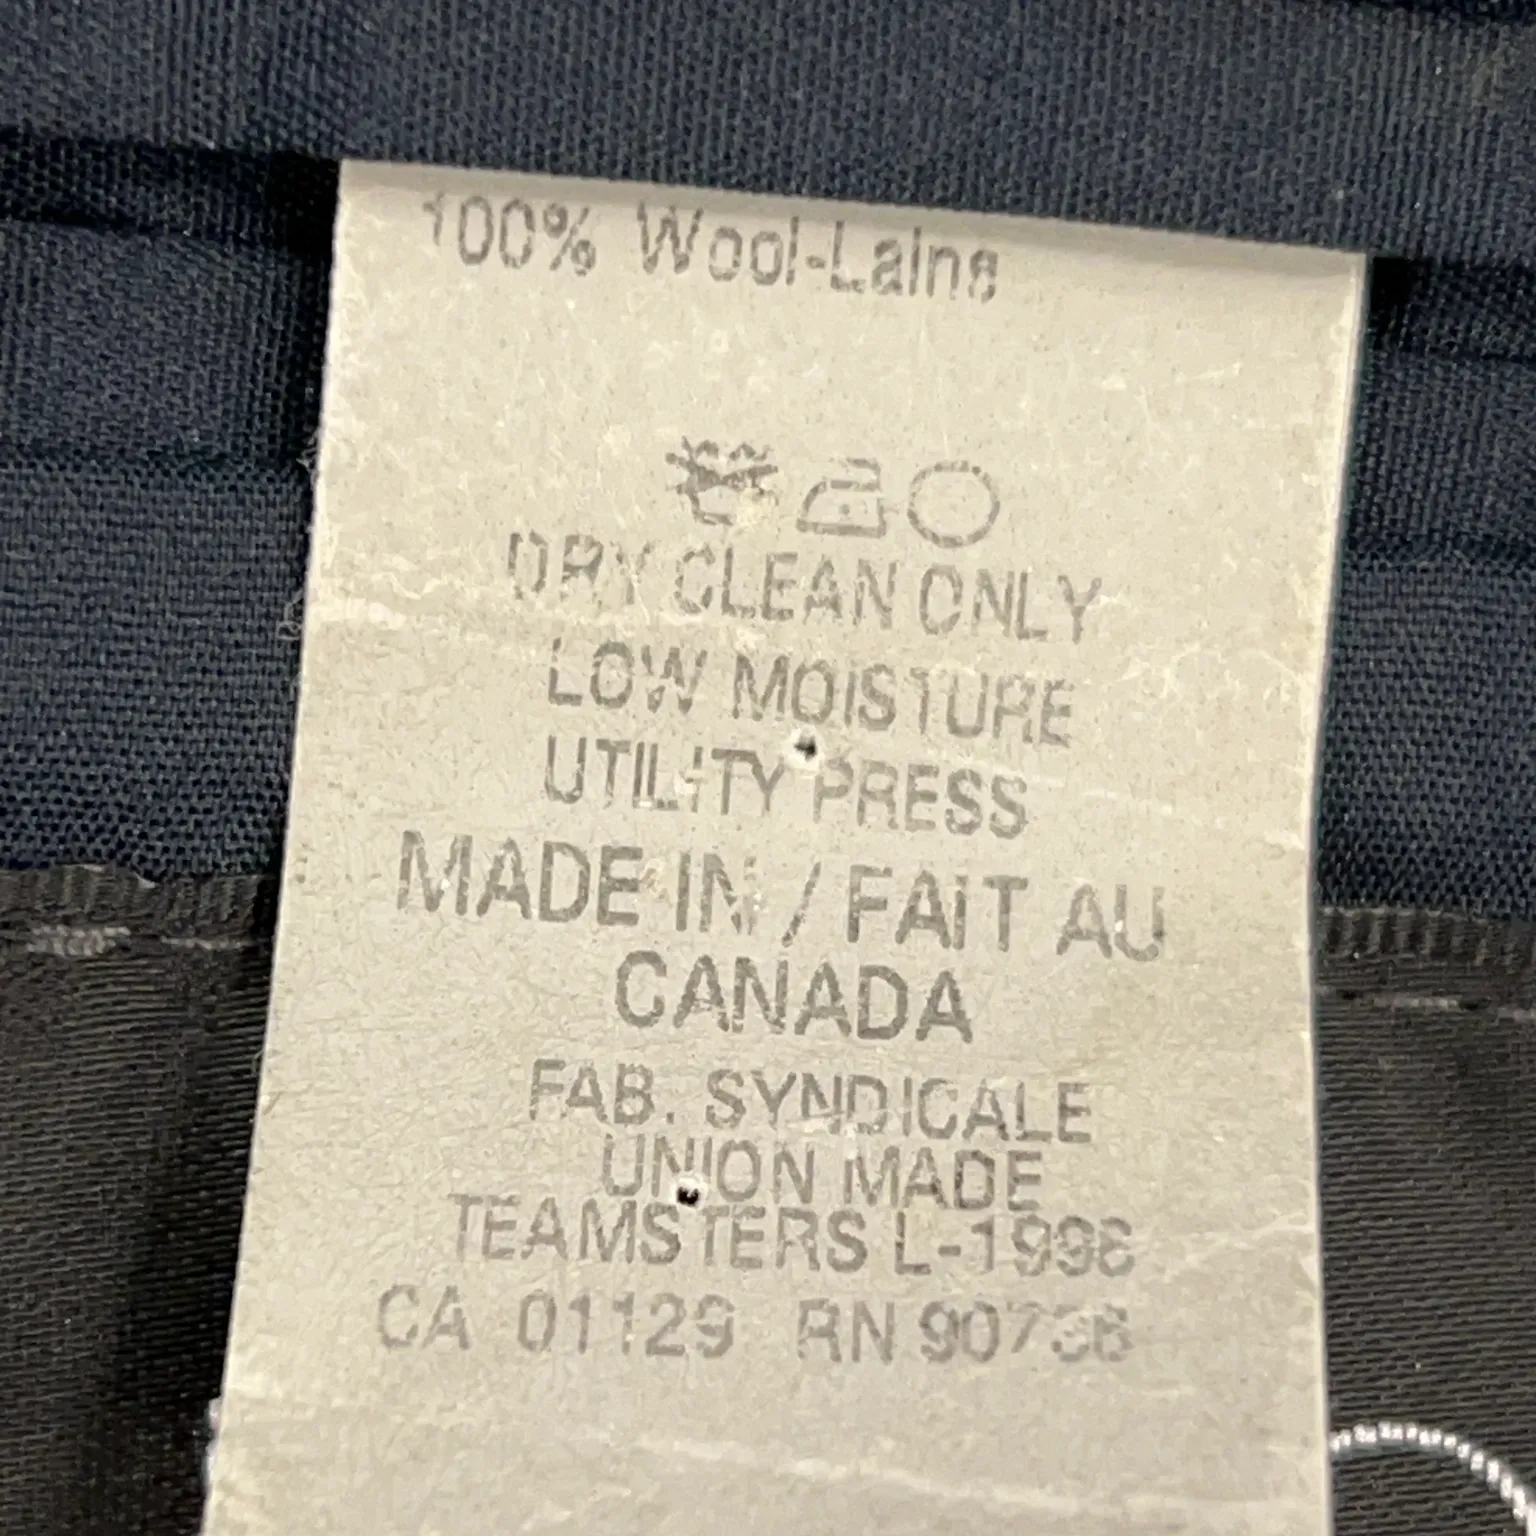 100% Wool-Laine
DRY CLEAN ONLY
LOW MOISTURE
UTILITY PRESS
MADE IN / FAIT AU
CANADA
FAB. SYNDICALE
UNION MADE
TEAMSTERS L-1998
CA 01129 RN